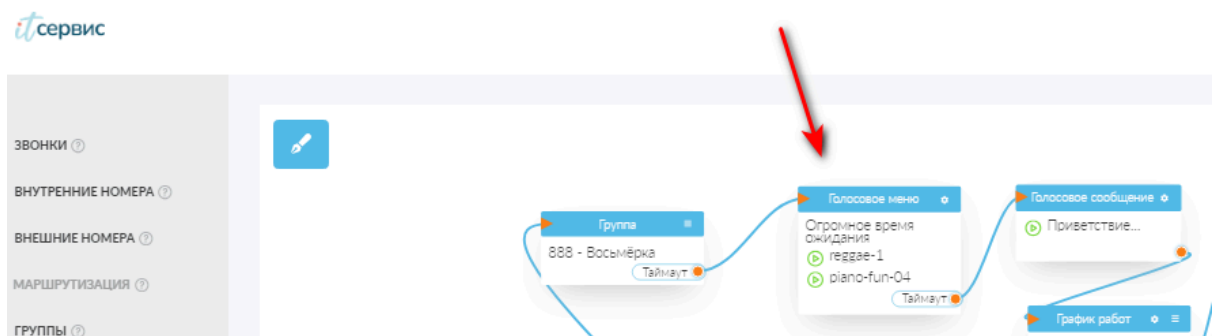 itсервис
ЗВОНКИ ?
ВНУТРЕННИЕ НОМЕРА ?
ВНЕШНИЕ НОМЕРА ?
МАРШРУТИЗАЦИЯ ?
ГРУППЫ ?
Группа
888 - Восьмёрка
Таймаут
Голосовое меню
Огромное время
ожидания
reggae-1
piano-fun-04
Таймаут
Голосовое сообщение
Приветствие...
График работ